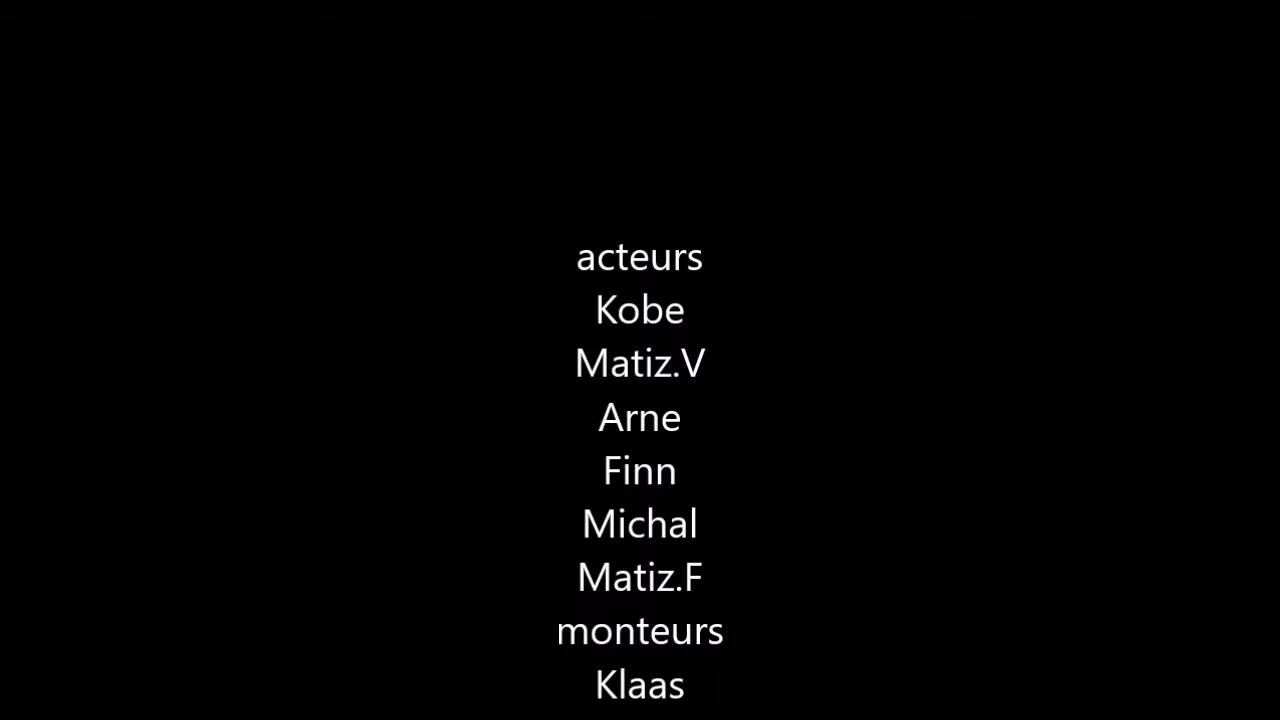 acteurs
Kobe
Matiz.V
Arne
Finn
Michal
Matiz.F
monteurs
Klaas